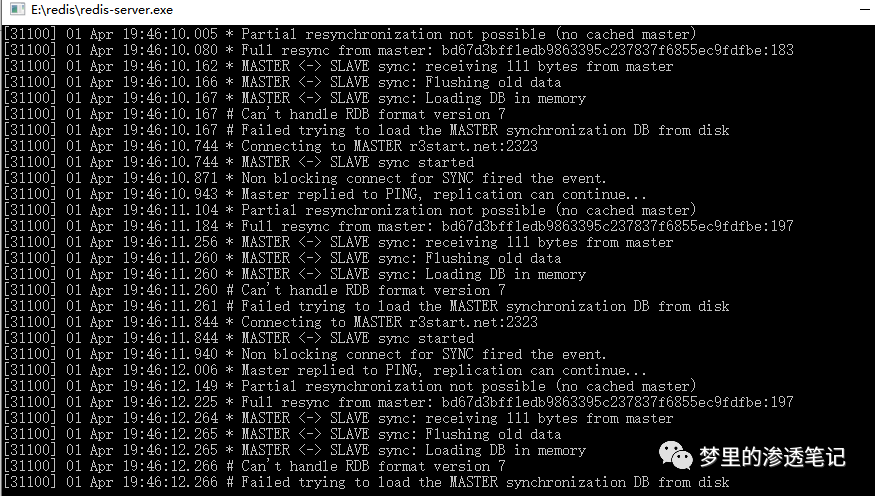 E:\redis\redis-server.exe
[31100] 01 Apr 19:46:10.005 * Partial resynchronization not possible (no cached master)
[31100] 01 Apr 19:46:10.080 * Full resync from master: bd67d3bff1edb9863395c237837f6855ec9fdfbe:183
[31100] 01 Apr 19:46:10.162 * MASTER <-> SLAVE sync: receiving 111 bytes from master
[31100] 01 Apr 19:46:10.166 * MASTER <-> SLAVE sync: Flushing old data
[31100] 01 Apr 19:46:10.167 * MASTER <-> SLAVE sync: Loading DB in memory
[31100] 01 Apr 19:46:10.167 # Can't handle RDB format version 7
[31100] 01 Apr 19:46:10.167 # Failed trying to load the MASTER synchronization DB from disk
[31100] 01 Apr 19:46:10.744 * Connecting to MASTER r3start.net:2323
[31100] 01 Apr 19:46:10.744 * MASTER <-> SLAVE sync started
[31100] 01 Apr 19:46:10.871 * Non blocking connect for SYNC fired the event.
[31100] 01 Apr 19:46:10.943 * Master replied to PING, replication can continue...
[31100] 01 Apr 19:46:11.104 * Partial resynchronization not possible (no cached master)
[31100] 01 Apr 19:46:11.184 * Full resync from master: bd67d3bff1edb9863395c237837f6855ec9fdfbe:197
[31100] 01 Apr 19:46:11.256 * MASTER <-> SLAVE sync: receiving 111 bytes from master
[31100] 01 Apr 19:46:11.260 * MASTER <-> SLAVE sync: Flushing old data
[31100] 01 Apr 19:46:11.260 * MASTER <-> SLAVE sync: Loading DB in memory
[31100] 01 Apr 19:46:11.260 # Can't handle RDB format version 7
[31100] 01 Apr 19:46:11.261 # Failed trying to load the MASTER synchronization DB from disk
[31100] 01 Apr 19:46:11.844 * Connecting to MASTER r3start.net:2323
[31100] 01 Apr 19:46:11.844 * MASTER <-> SLAVE sync started
[31100] 01 Apr 19:46:11.940 * Non blocking connect for SYNC fired the event.
[31100] 01 Apr 19:46:12.006 * Master replied to PING, replication can continue...
[31100] 01 Apr 19:46:12.149 * Partial resynchronization not possible (no cached master)
[31100] 01 Apr 19:46:12.225 * Full resync from master: bd67d3bff1edb9863395c237837f6855ec9fdfbe:197
[31100] 01 Apr 19:46:12.264 * MASTER <-> SLAVE sync: receiving 111 bytes from master
[31100] 01 Apr 19:46:12.265 * MASTER <-> SLAVE sync: Flushing old data
[31100] 01 Apr 19:46:12.265 * MASTER <-> SLAVE sync: Loading DB in memory
[31100] 01 Apr 19:46:12.266 # Can't handle RDB format version 7
[31100] 01 Apr 19:46:12.266 # Failed trying to load the MASTER synchronization DB from disk
梦里的渗透笔记